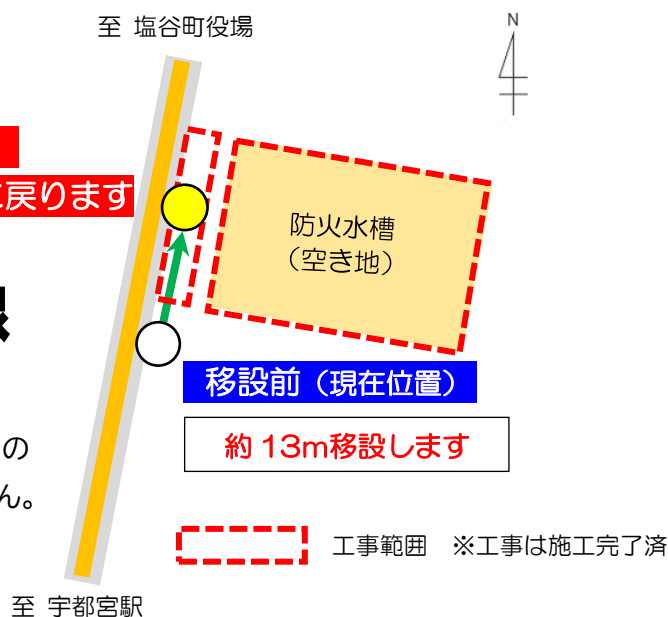 至 塩谷町役場
N
に戻ります
防火水槽
(空き地)
線
移設前(現在位置)
の
約13m移設します
ん。
工事範囲 ※工事は施工完了済
至 宇都宮駅